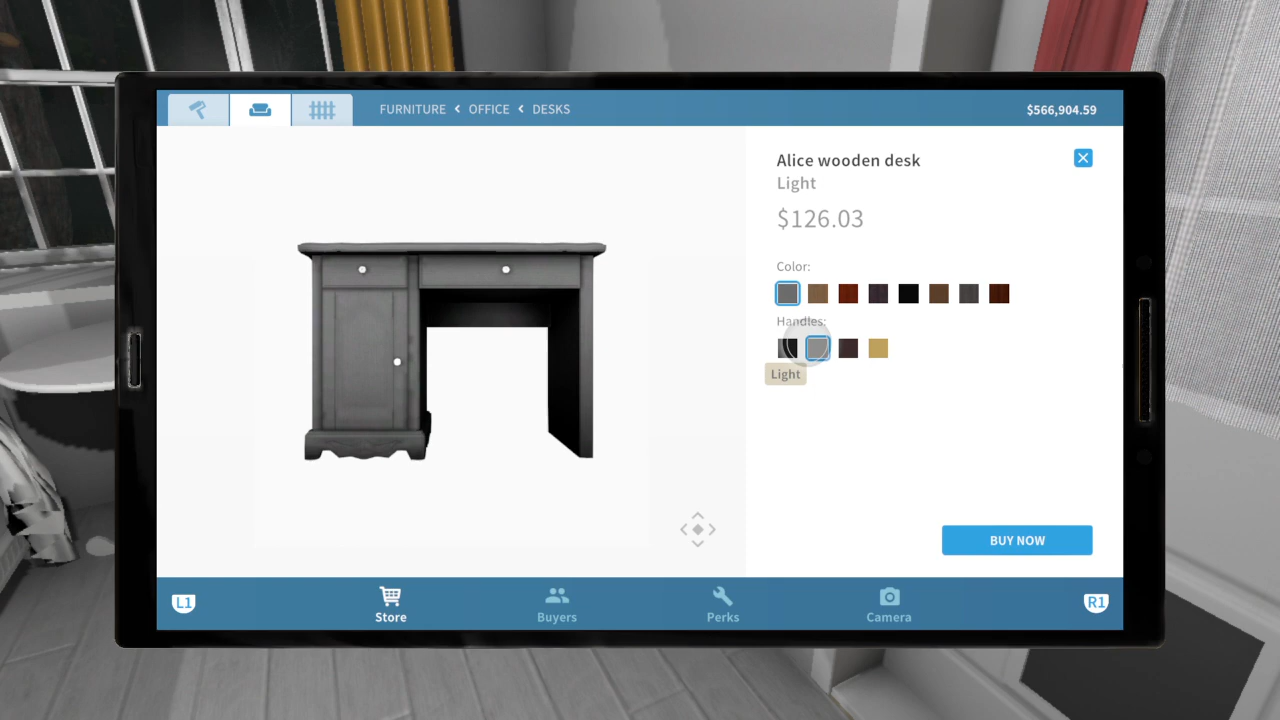 FURNITURE < OFFICE < DESKS
$566,904.59
Alice wooden desk
Light
$126.03
Color:
Handles:
Light
BUY NOW
L1
Store
Buyers
Perks
Camera
R1